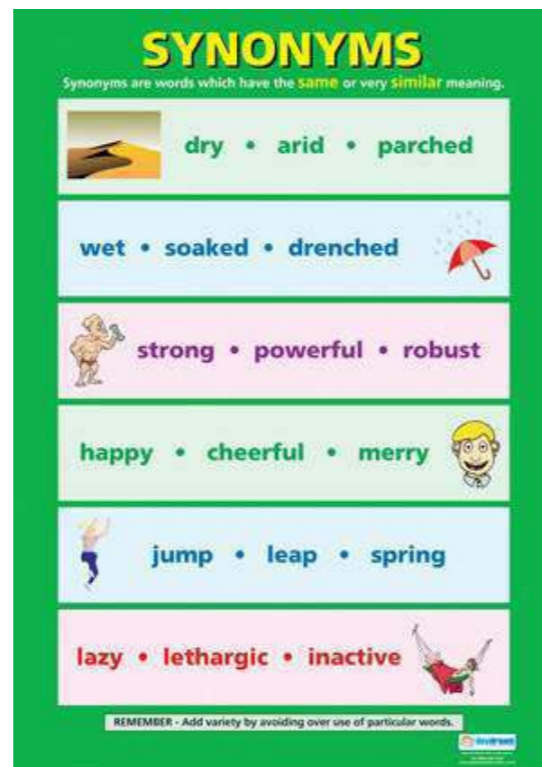 SYNONYMS
Synonyms are words which have the same or very similar meaning.
dry • arid • parched
wet • soaked • drenched
strong • powerful • robust
happy • cheerful • merry
jump • leap • spring
lazy • lethargic • inactive
REMEMBER - Add variety by avoiding over use of particular words.